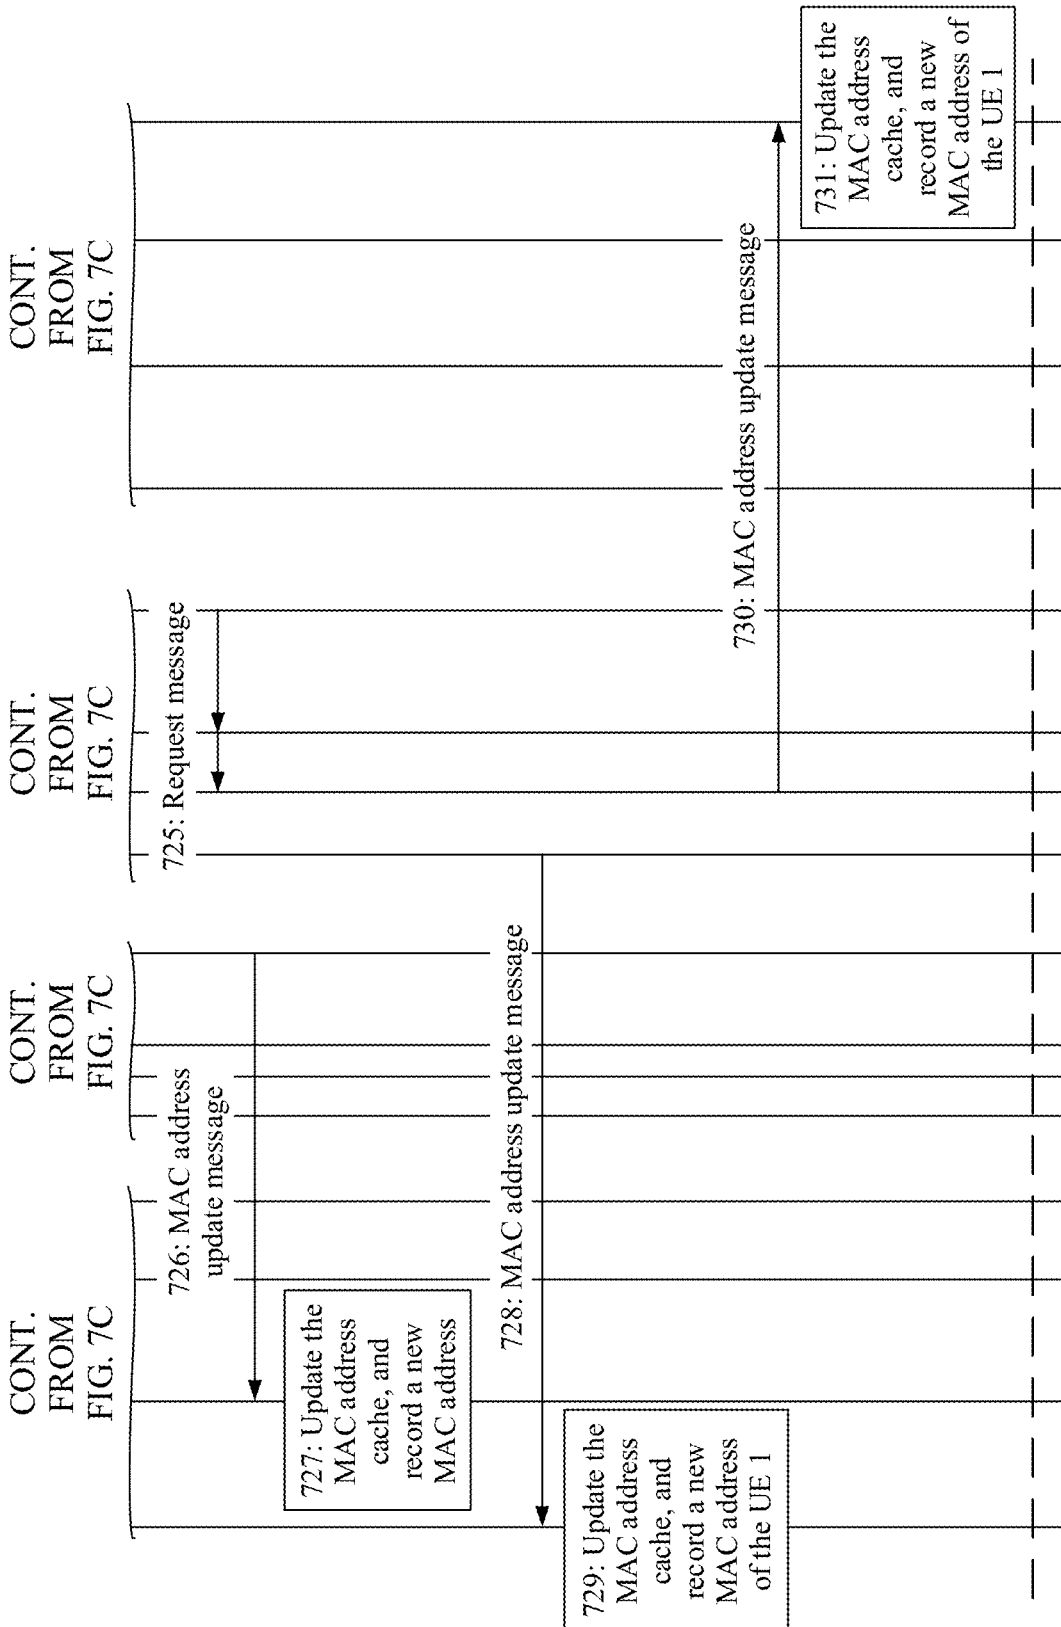 CONT.
FROM
FIG. 7C
CONT.
FROM
FIG. 7C
CONT.
FROM
FIG. 7C
CONT.
FROM
FIG. 7C
725: Request message
726: MAC address
update message
727: Update the
MAC address
cache, and
record a new
MAC address
728: MAC address update message
729: Update the
MAC address
cache, and
record a new
MAC address
of the UE 1
730: MAC address update message
731: Update the
MAC address
cache, and
record a new
MAC address of
the UE 1